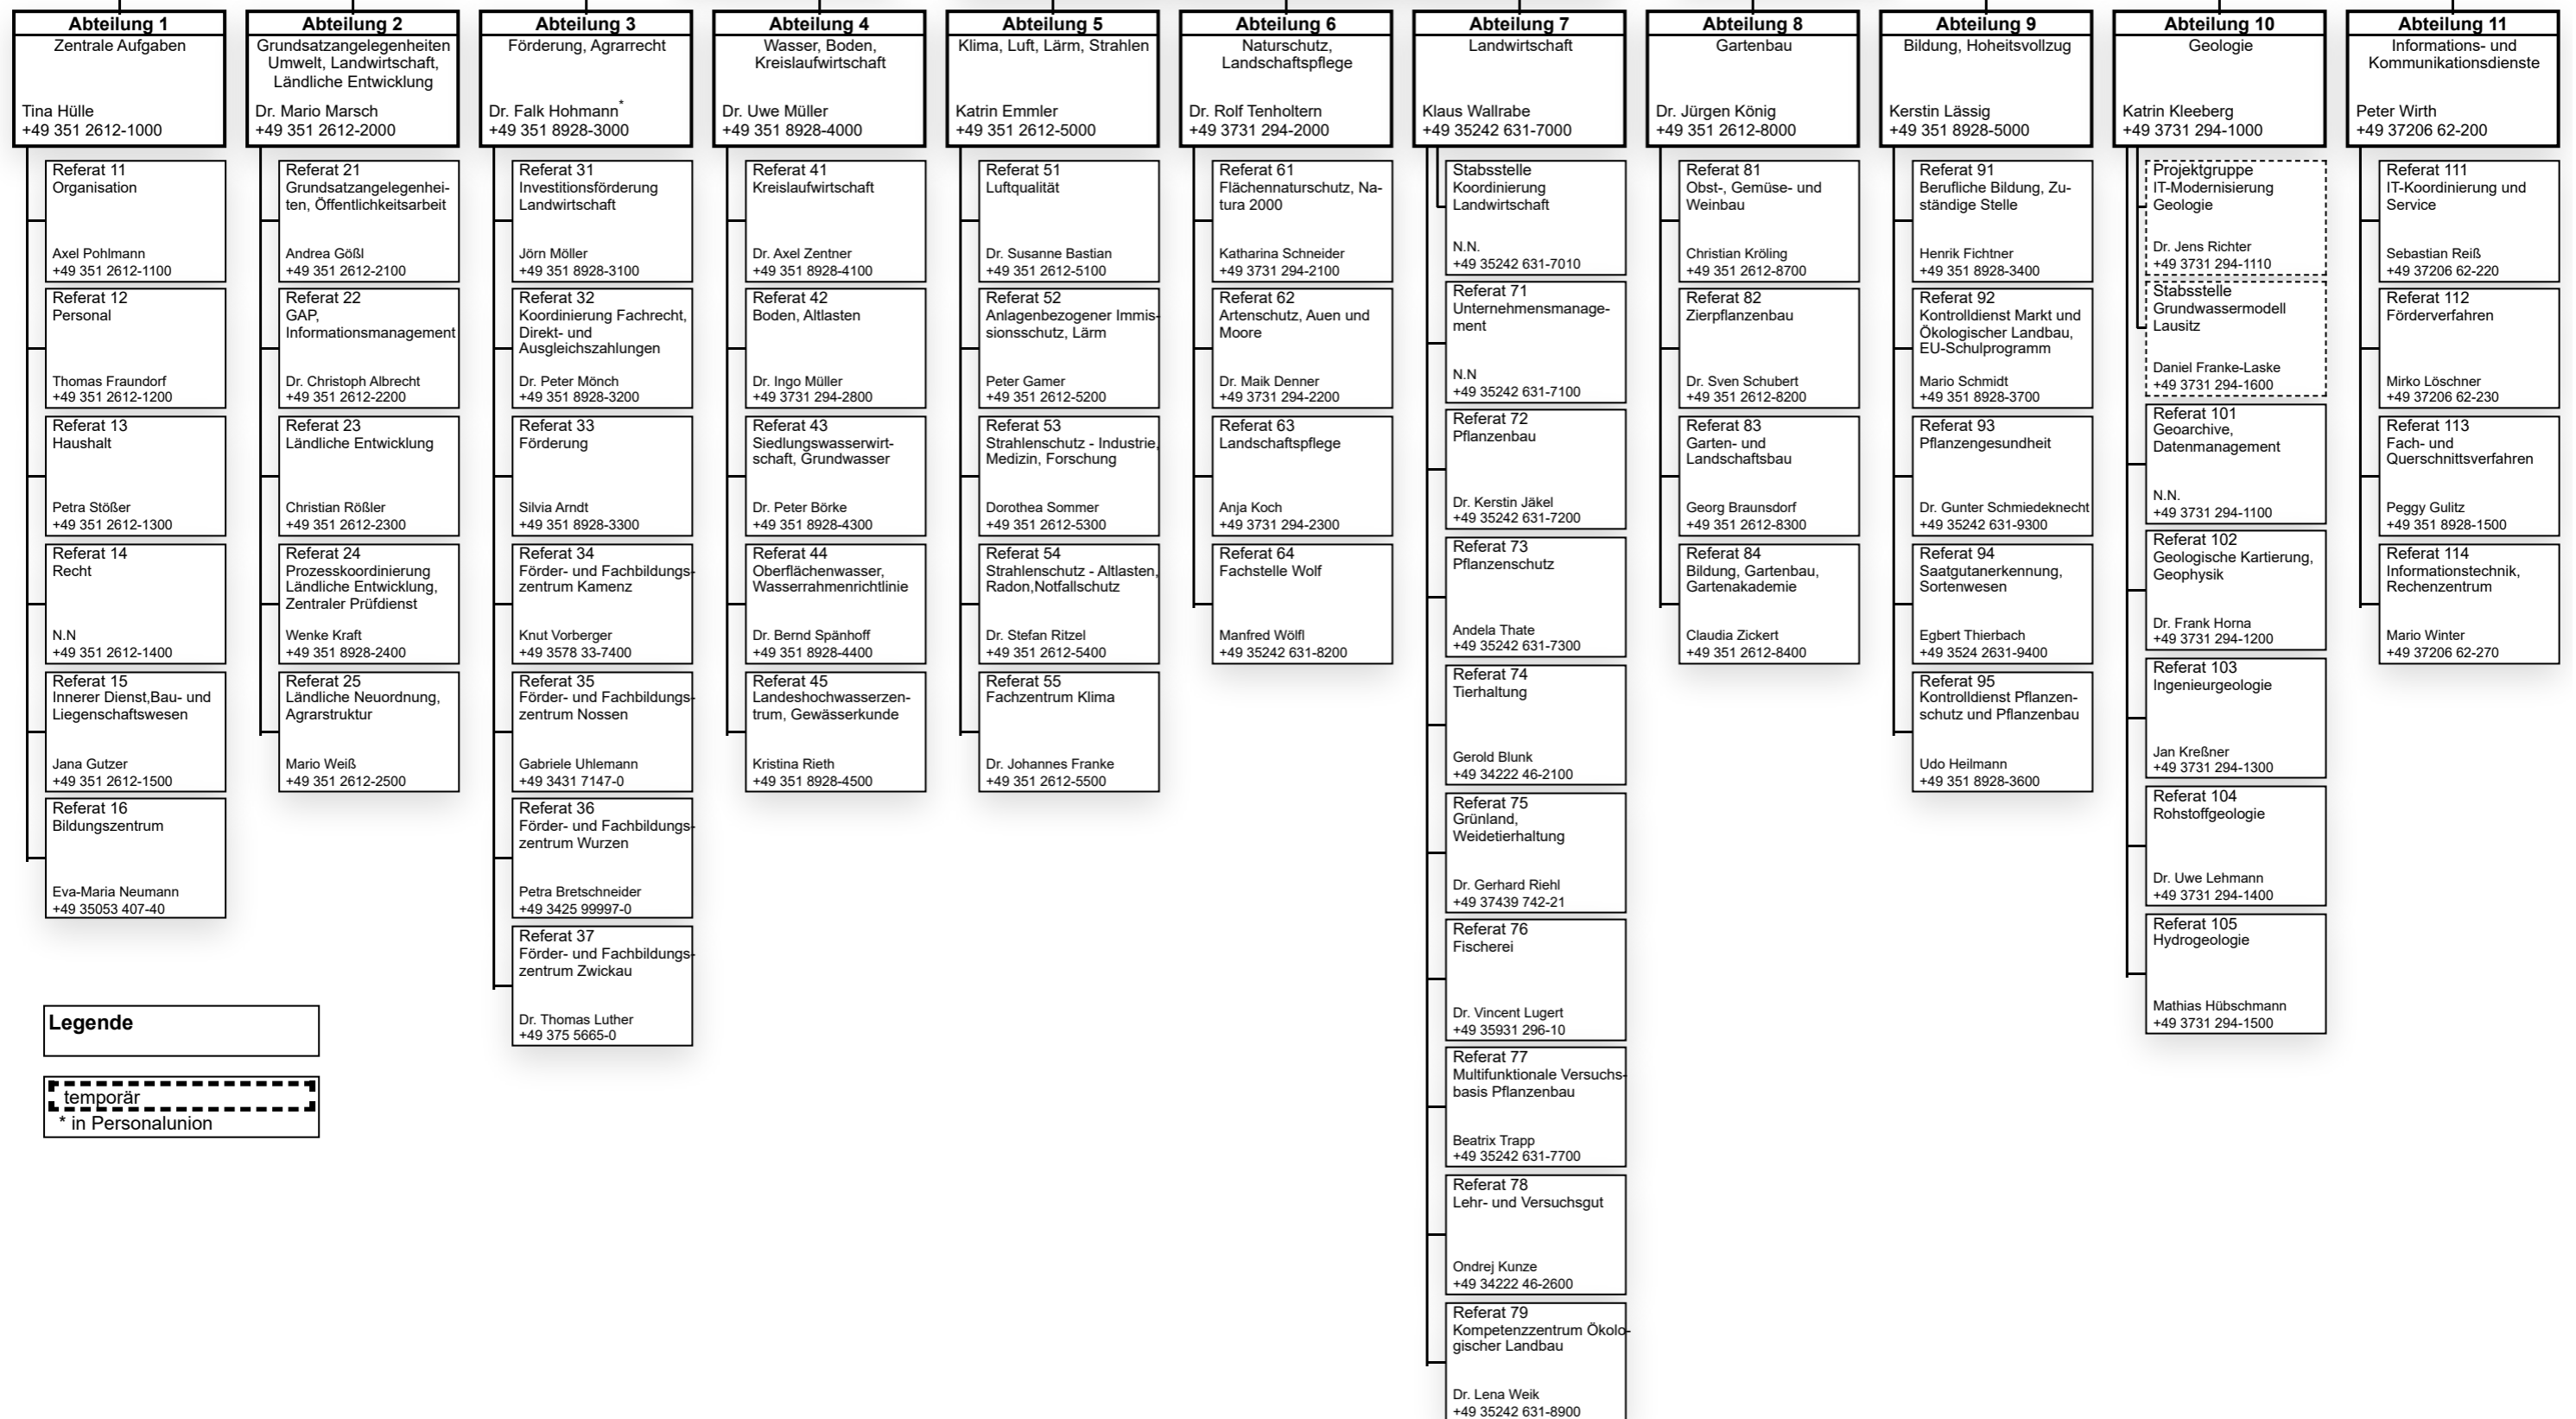 Abteilung 1
Zentrale Aufgaben
Tina Hülle
+49 351 2612-1000
Referat 11
Organisation
Axel Pohlmann
+49 351 2612-1100
Referat 12
Personal
Thomas Fraundorf
+49 351 2612-1200
Referat 13
Haushalt
Petra Stößer
+49 351 2612-1300
Referat 14
Recht
N.N
+49 351 2612-1400
Referat 15
Innerer Dienst,Bau- und
Liegenschaftswesen
Jana Gutzer
+49 351 2612-1500
Referat 16
Bildungszentrum
Eva-Maria Neumann
+49 35053 407-40
Legende
temporär
* in Personalunion
Abteilung 2
Grundsatzangelegenheiten
Umwelt, Landwirtschaft,
Ländliche Entwicklung
Dr. Mario Marsch
+49 351 2612-2000
Referat 21
Grundsatzangelegenhei-
ten, Öffentlichkeitsarbeit
Andrea Gößl
+49 351 2612-2100
Referat 22
GAP,
Informationsmanagement
Dr. Christoph Albrecht
+49 351 2612-2200
Referat 23
Ländliche Entwicklung
Christian Rößler
+49 351 2612-2300
Referat 24
Prozesskoordinierung
Ländliche Entwicklung,
Zentraler Prüfdienst
Wenke Kraft
+49 351 8928-2400
Referat 25
Ländliche Neuordnung,
Agrarstruktur
Mario Weiß
+49 351 2612-2500
Abteilung 3
Förderung, Agrarrecht
Dr. Falk Hohmann*
+49 351 8928-3000
Referat 31
Investitionsförderung
Landwirtschaft
Jörn Möller
+49 351 8928-3100
Referat 32
Koordinierung Fachrecht,
Direkt- und
Ausgleichszahlungen
Dr. Peter Mönch
+49 351 8928-3200
Referat 33
Förderung
Silvia Arndt
+49 351 8928-3300
Referat 34
Förder- und Fachbildungs-
zentrum Kamenz
Knut Vorberger
+49 3578 33-7400
Referat 35
Förder- und Fachbildungs-
zentrum Nossen
Gabriele Uhlemann
+49 3431 7147-0
Referat 36
Förder- und Fachbildungs-
zentrum Wurzen
Petra Bretschneider
+49 3425 99997-0
Referat 37
Förder- und Fachbildungs-
zentrum Zwickau
Dr. Thomas Luther
+49 375 5665-0
Abteilung 4
Wasser, Boden,
Kreislaufwirtschaft
Dr. Uwe Müller
+49 351 8928-4000
Referat 41
Kreislaufwirtschaft
Dr. Axel Zentner
+49 351 8928-4100
Referat 42
Boden, Altlasten
Dr. Ingo Müller
+49 3731 294-2800
Referat 43
Siedlungswasserwirt-
schaft, Grundwasser
Dr. Peter Börke
+49 351 8928-4300
Referat 44
Oberflächenwasser,
Wasserrahmenrichtlinie
Dr. Bernd Spänhoff
+49 351 8928-4400
Referat 45
Landeshochwasserzen-
trum, Gewässerkunde
Kristina Rieth
+49 351 8928-4500
Abteilung 5
Klima, Luft, Lärm, Strahlen
Katrin Emmler
+49 351 2612-5000
Referat 51
Luftqualität
Dr. Susanne Bastian
+49 351 2612-5100
Referat 52
Anlagenbezogener Immis-
sionsschutz, Lärm
Peter Gamer
+49 351 2612-5200
Referat 53
Strahlenschutz - Industrie,
Medizin, Forschung
Dorothea Sommer
+49 351 2612-5300
Referat 54
Strahlenschutz - Altlasten,
Radon,Notfallschutz
Dr. Stefan Ritzel
+49 351 2612-5400
Referat 55
Fachzentrum Klima
Dr. Johannes Franke
+49 351 2612-5500
Abteilung 6
Naturschutz,
Landschaftspflege
Dr. Rolf Tenholtern
+49 3731 294-2000
Referat 61
Flächennaturschutz, Na-
tura 2000
Katharina Schneider
+49 3731 294-2100
Referat 62
Artenschutz, Auen und
Moore
Dr. Maik Denner
+49 3731 294-2200
Referat 63
Landschaftspflege
Anja Koch
+49 3731 294-2300
Referat 64
Fachstelle Wolf
Manfred Wölfl
+49 35242 631-8200
Abteilung 7
Landwirtschaft
Klaus Wallrabe
+49 35242 631-7000
Stabsstelle
Koordinierung
Landwirtschaft
N.N.
+49 35242 631-7010
Referat 71
Unternehmensmanage-
ment
N.N
+49 35242 631-7100
Referat 72
Pflanzenbau
Dr. Kerstin Jäkel
+49 35242 631-7200
Referat 73
Pflanzenschutz
Andela Thate
+49 35242 631-7300
Referat 74
Tierhaltung
Gerold Blunk
+49 34222 46-2100
Referat 75
Grünland,
Weidetierhaltung
Dr. Gerhard Riehl
+49 37439 742-21
Referat 76
Fischerei
Dr. Vincent Lugert
+49 35931 296-10
Referat 77
Multifunktionale Versuchs-
basis Pflanzenbau
Beatrix Trapp
+49 35242 631-7700
Referat 78
Lehr- und Versuchsgut
Ondrej Kunze
+49 34222 46-2600
Referat 79
Kompetenzzentrum Ökolo-
gischer Landbau
Dr. Lena Weik
+49 35242 631-8900
Abteilung 8
Gartenbau
Dr. Jürgen König
+49 351 2612-8000
Referat 81
Obst-, Gemüse- und
Weinbau
Christian Kröling
+49 351 2612-8700
Referat 82
Zierpflanzenbau
Dr. Sven Schubert
+49 351 2612-8200
Referat 83
Garten- und
Landschaftsbau
Georg Braunsdorf
+49 351 2612-8300
Referat 84
Bildung, Gartenbau,
Gartenakademie
Claudia Zickert
+49 351 2612-8400
Abteilung 9
Bildung, Hoheitsvollzug
Kerstin Lässig
+49 351 8928-5000
Referat 91
Berufliche Bildung, Zu-
ständige Stelle
Henrik Fichtner
+49 351 8928-3400
Referat 92
Kontrolldienst Markt und
Ökologischer Landbau,
EU-Schulprogramm
Mario Schmidt
+49 351 8928-3700
Referat 93
Pflanzengesundheit
Dr. Gunter Schmiedeknecht
+49 35242 631-9300
Referat 94
Saatgutanerkennung,
Sortenwesen
Egbert Thierbach
+49 3524 2631-9400
Referat 95
Kontrolldienst Pflanzen-
schutz und Pflanzenbau
Udo Heilmann
+49 351 8928-3600
Abteilung 10
Geologie
Katrin Kleeberg
+49 3731 294-1000
Projektgruppe
IT-Modernisierung
Geologie
Dr. Jens Richter
+49 3731 294-1110
Stabsstelle
Grundwassermodell
Lausitz
Daniel Franke-Laske
+49 3731 294-1600
Referat 101
Geoarchive,
Datenmanagement
N.N.
+49 3731 294-1100
Referat 102
Geologische Kartierung,
Geophysik
Dr. Frank Horna
+49 3731 294-1200
Referat 103
Ingenieurgeologie
Jan Kreßner
+49 3731 294-1300
Referat 104
Rohstoffgeologie
Dr. Uwe Lehmann
+49 3731 294-1400
Referat 105
Hydrogeologie
Mathias Hübschmann
+49 3731 294-1500
Abteilung 11
Informations- und
Kommunikationsdienste
Peter Wirth
+49 37206 62-200
Referat 111
IT-Koordinierung und
Service
Sebastian Reiß
+49 37206 62-220
Referat 112
Förderverfahren
Mirko Löschner
+49 37206 62-230
Referat 113
Fach- und
Querschnittsverfahren
Peggy Gulitz
+49 351 8928-1500
Referat 114
Informationstechnik,
Rechenzentrum
Mario Winter
+49 37206 62-270